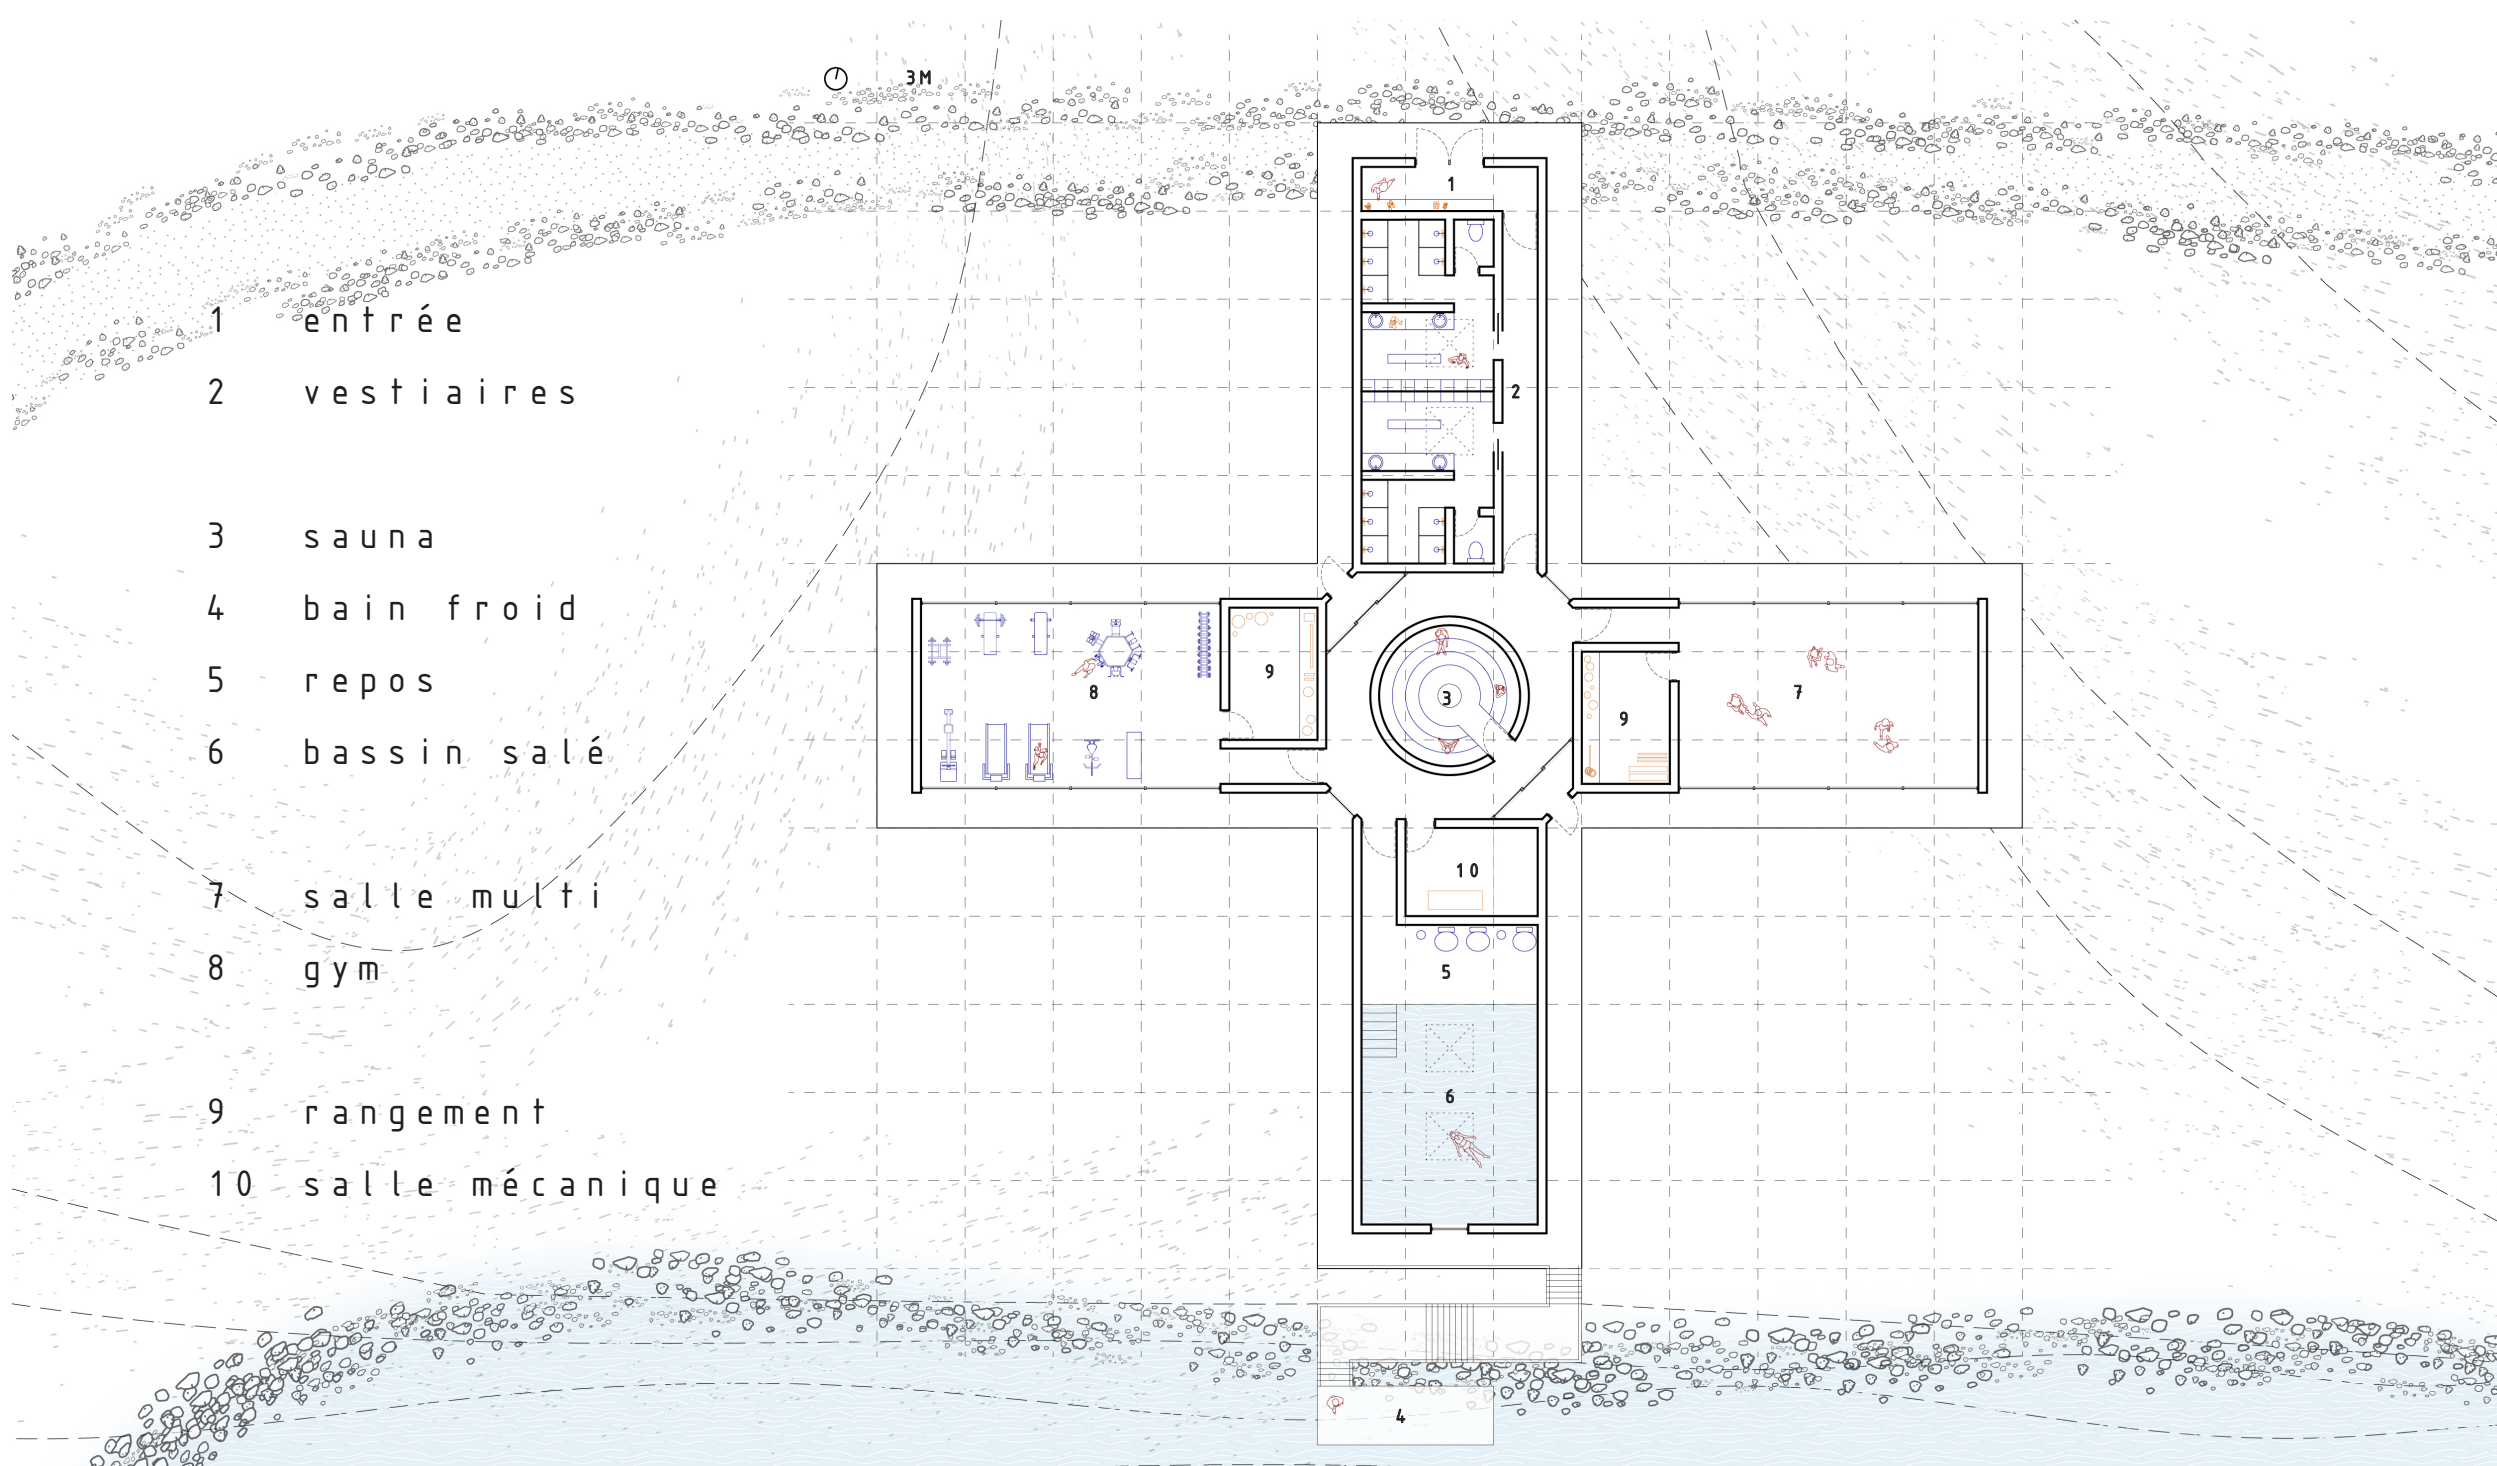 3M
1 entrée
2 vestiaires
3 sauna
4 bain froid
5 repos
6 bassin salé
7 salle multi
8 gym
9 rangement
10 salle mécanique
1
2
9
8
3
9
7
10
5
6
4